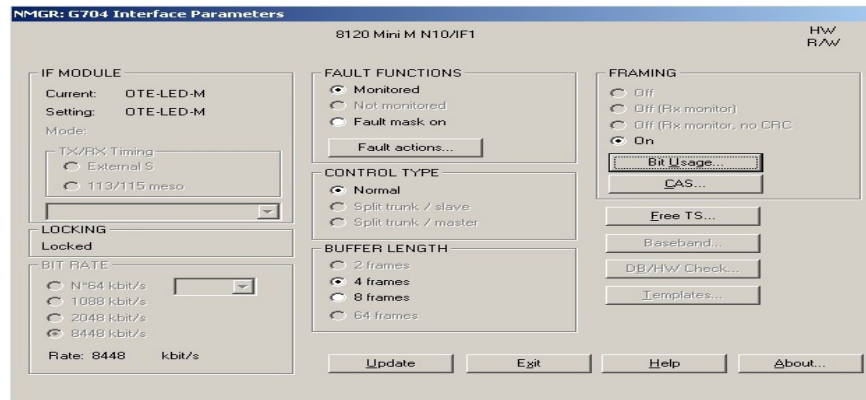 NMGR: G704 Interface Parameters
8120 Mini M N10/IF1
HW
R/W
IF MODULE
Current: OTE-LED-M
Setting: OTE-LED-M
Mode:
TX/RX Timing
External S
113/115 meso
LOCKING
Locked
BIT RATE
N*64 kbit/s
1088 kbit/s
2048 kbit/s
8448 kbit/s
Rate: 8448 kbit/s
FAULT FUNCTIONS
Monitored
Not monitored
Fault mask on
Fault actions...
CONTROL TYPE
Normal
Split trunk / slave
Split trunk / master
BUFFER LENGTH
2 frames
4 frames
8 frames
64 frames
FRAMING
Off
Off (Rx monitor)
Off (Rx monitor, no CRC
On
Bit Usage...
CAS...
Free TS...
Baseband...
DB/HW Check...
Templates...
Update
Exit
Help
About...